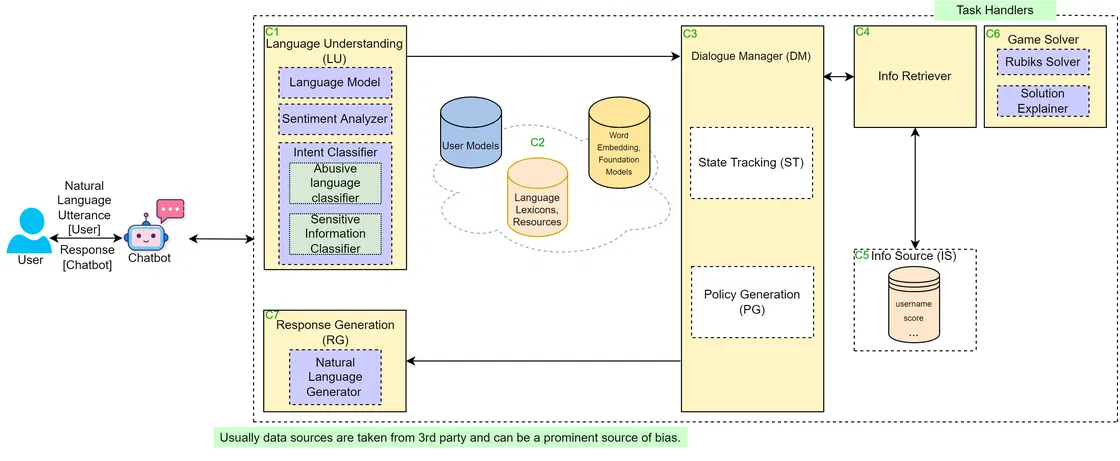 Task Handlers
C1
Language Understanding
(LU)
Language Model
Sentiment Analyzer
Intent Classifier
Abusive
language
classifier
Sensitive
Information
Classifier
C2
User Models
Language
Lexicons,
Resources
Word
Embedding,
Foundation
Models
C3
Dialogue Manager (DM)
State Tracking (ST)
Policy Generation
(PG)
C4
Info Retriever
C6
Game Solver
Rubiks Solver
Solution
Explainer
C5
Info Source (IS)
username
score
...
Natural
Language
Utterance
[User]
Response
[Chatbot]
User
Chatbot
C7
Response Generation
(RG)
Natural
Language
Generator
Usually data sources are taken from 3rd party and can be a prominent source of bias.